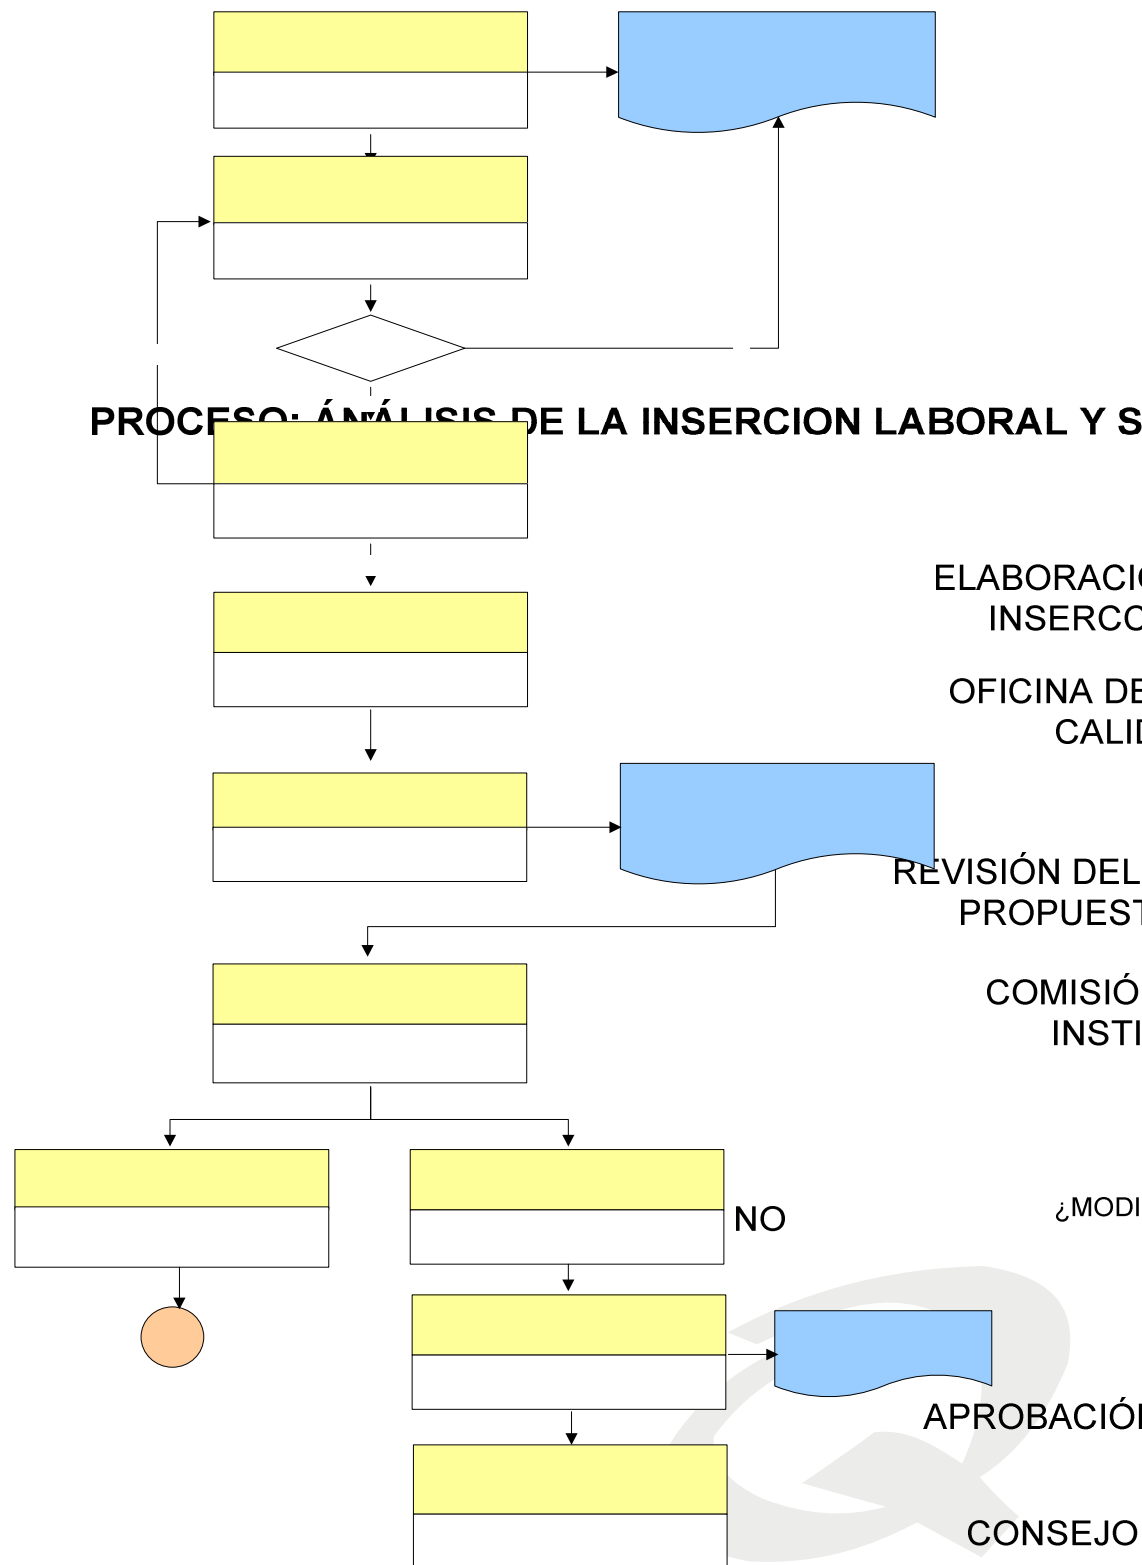 PROCESO: ÁNÁLISIS DE LA INSERCION LABORAL Y S
ELABORACIO
INSERCO
OFICINA DE
CALID
REVISIÓN DEL
PROPUEST
COMISIÓ
INSTI
NO
¿MODI
APROBACIÓN
CONSEJO